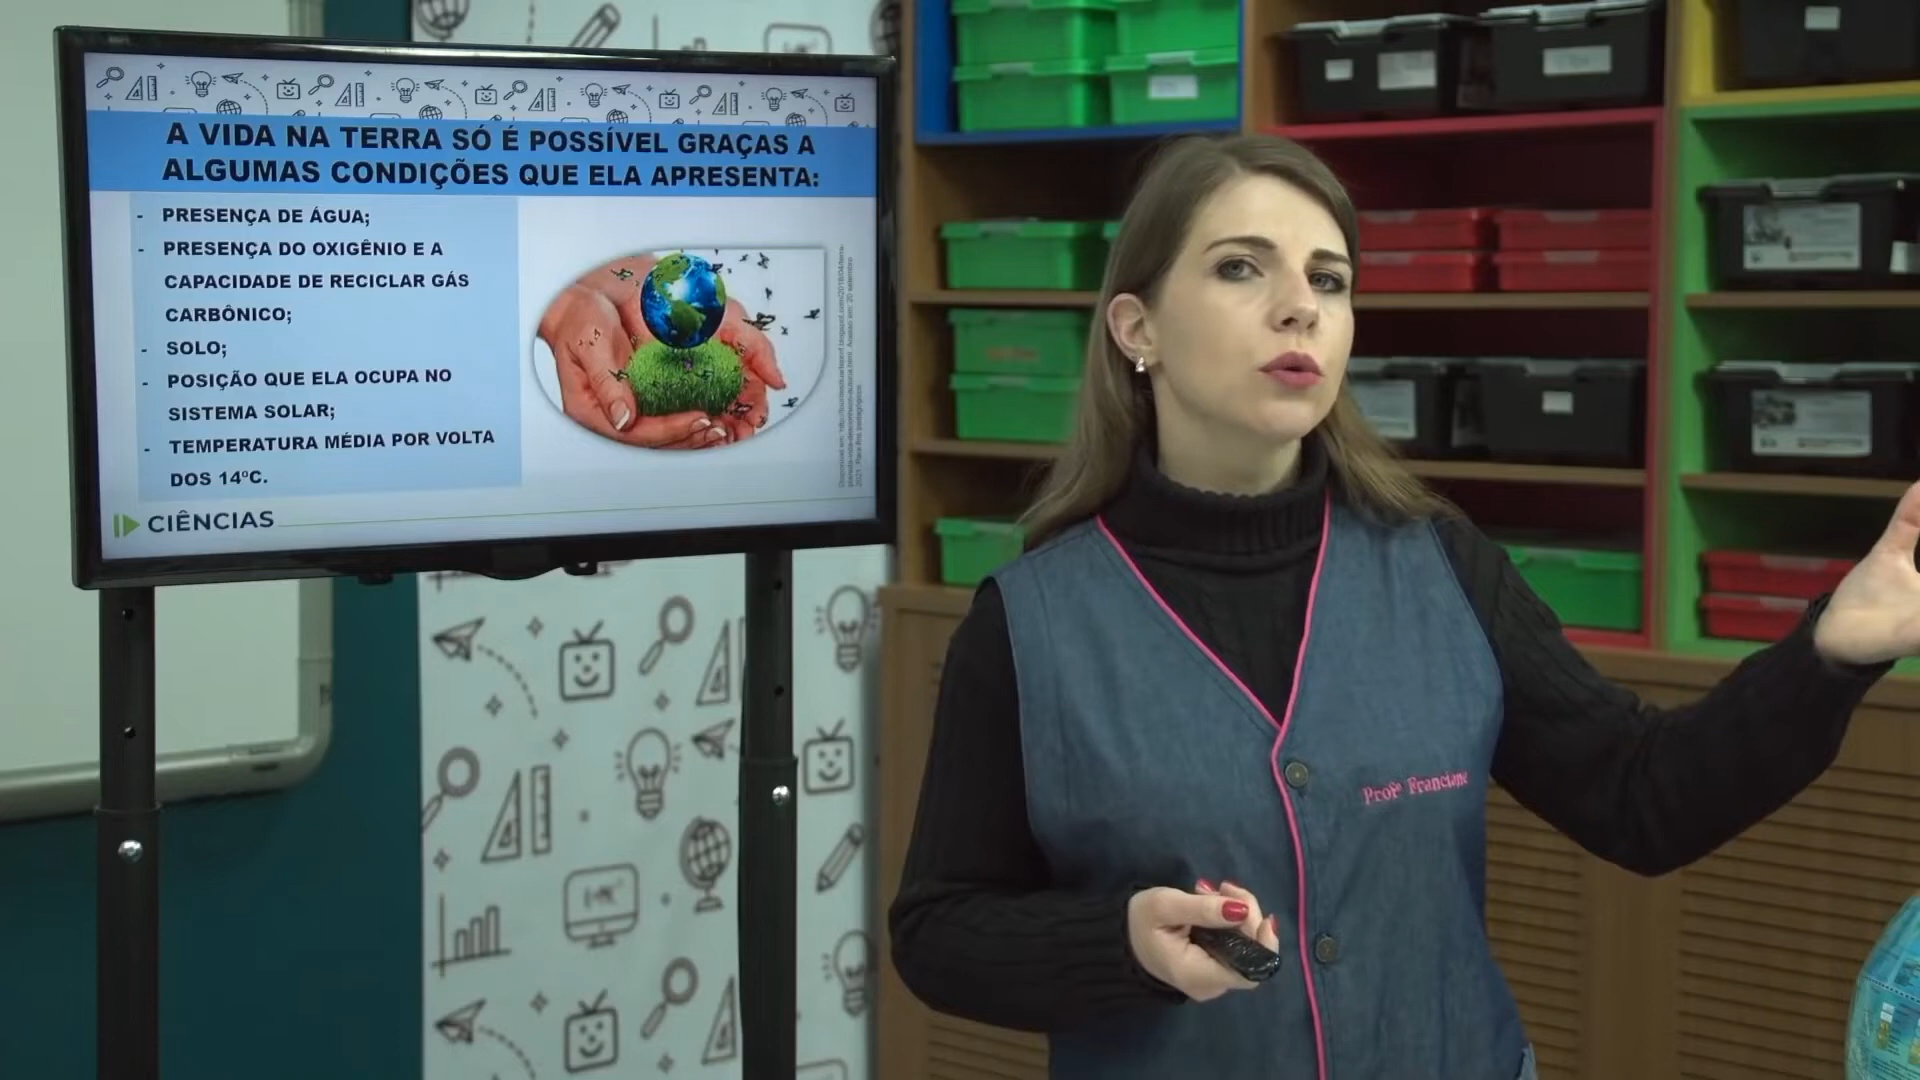 A VIDA NA TERRA SÓ É POSSÍVEL GRAÇAS A
ALGUMAS CONDIÇÕES QUE ELA APRESENTA:
- PRESENÇA DE ÁGUA;
- PRESENÇA DO OXIGÊNIO E A
CAPACIDADE DE RECICLAR GÁS
CARBÔNICO;
- SOLO;
- POSIÇÃO QUE ELA OCUPA NO
SISTEMA SOLAR;
- TEMPERATURA MÉDIA POR VOLTA
DOS 14ºC.
CIÊNCIAS
Profª Franciane